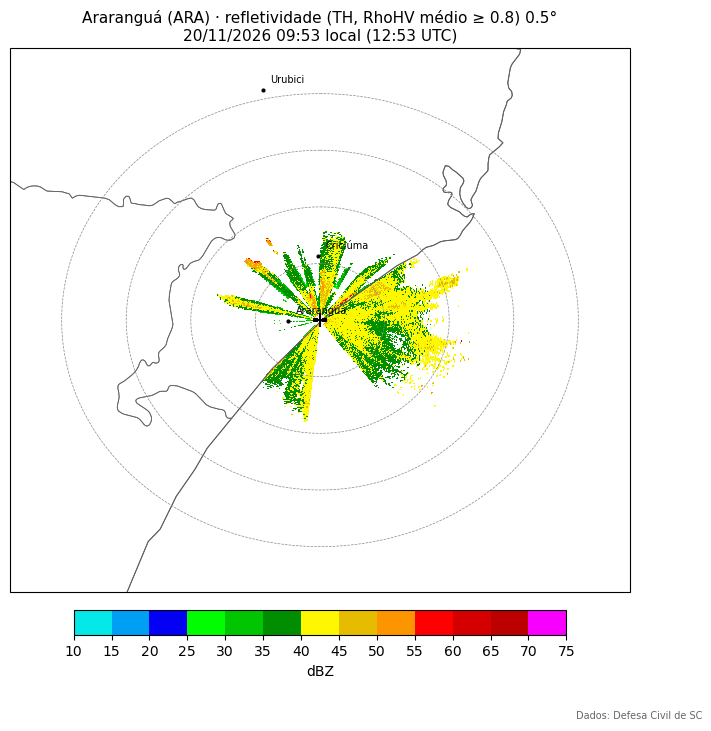 Araranguá (ARA) · refletividade (TH, RhoHV médio ≥ 0.8) 0.5°
20/11/2026 09:53 local (12:53 UTC)
Urubici
Criciúma
Araranguá
10 15 20 25 30 35 40 45 50 55 60 65 70 75
dBZ
Dados: Defesa Civil de SC